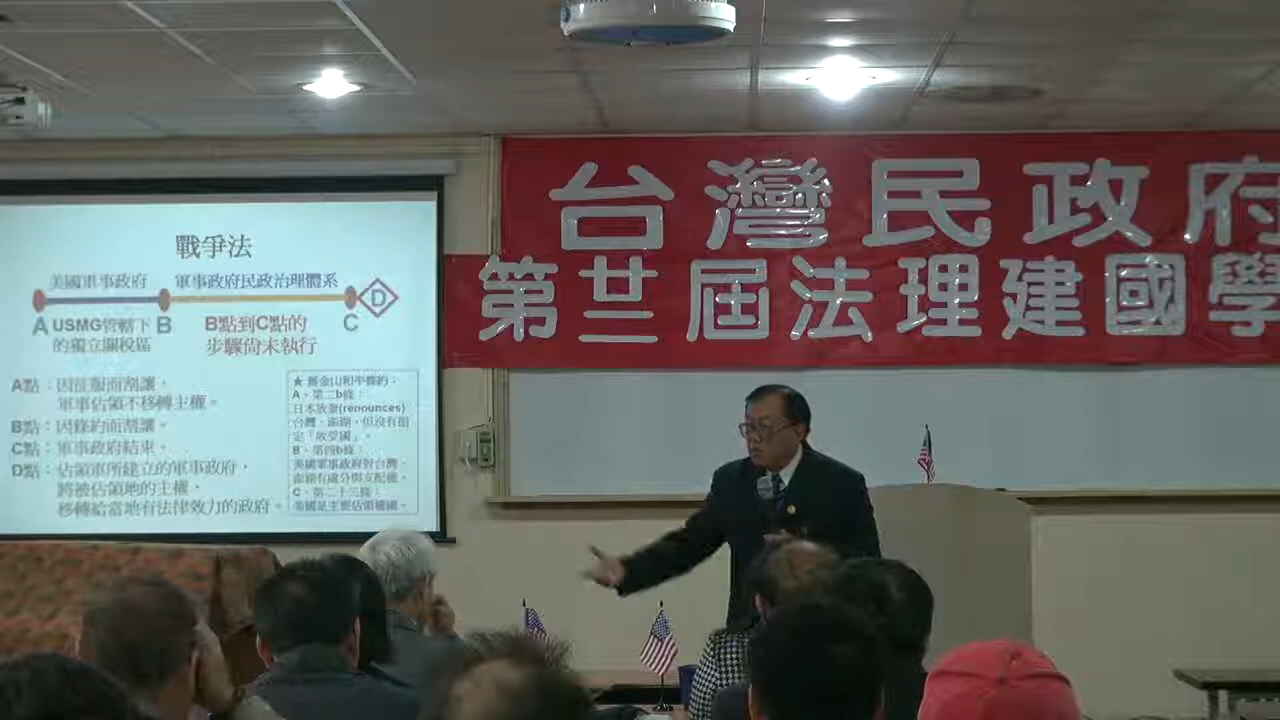 台灣民政府
第廿三屆法理建國學
戰爭法
美國軍事政府 軍事政府民政治理體系
D
A USMG管轄下 B
的獨立關稅區
B點到C點的
步驟尚未執行
C
A點：因征服而割讓，
軍事佔領不移轉主權。
B點：因條約而割讓。
C點：軍事政府結束。
D點：佔領軍所建立的軍事政府，
將被佔領地的主權，
移轉給當地有法律效力的政府。
★ 舊金山和平條約：
A、第二b條：
日本放棄(renounces)
台灣、澎湖，但沒有指
定「收受國」。
B、第四b條：
美國軍事政府對台灣、
澎湖有處分與支配權。
C、第二十三條：
美國是主要佔領權國。